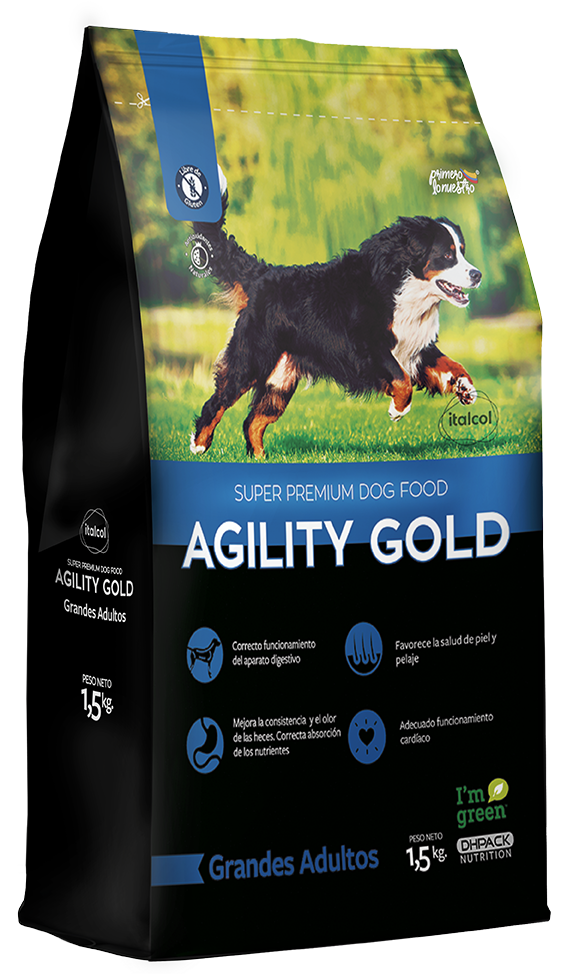 Libre de
Gluten
Antioxidantes
Naturales
primero
lo nuestro
italcol
SUPER PREMIUM DOG FOOD
AGILITY GOLD
Correcto funcionamiento
del aparato digestivo
Favorece la salud de piel y
pelaje
Mejora la consistencia y el olor
de las heces. Correcta absorción
de los nutrientes
Adecuado funcionamiento
cardíaco
I'm
green
DHPACK
NUTRITION
PESO NETO
1,5 kg.
Grandes Adultos
italcol
SUPER PREMIUM DOG FOOD
AGILITY GOLD
Grandes Adultos
PESO NETO
1,5 kg.